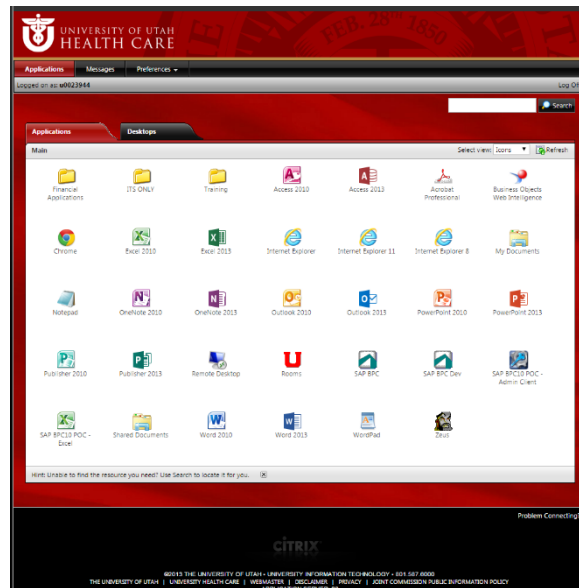 UNIVERSITY OF UTAH
HEALTH CARE
FEB. 28th 1850
Applications Messages Preferences
Logged on as: u0023944 Log Off
Search
Applications Desktops
Main Select view: Icons Refresh
Financial Applications
ITS ONLY
Training
Access 2010
Access 2013
Acrobat Professional
Business Objects Web Intelligence
Chrome
Excel 2010
Excel 2013
Internet Explorer
Internet Explorer 11
Internet Explorer 8
My Documents
Notepad
OneNote 2010
OneNote 2013
Outlook 2010
Outlook 2013
PowerPoint 2010
PowerPoint 2013
Publisher 2010
Publisher 2013
Remote Desktop
Rooms
SAP BPC
SAP BPC Dev
SAP BPC10 POC - Admin Client
SAP BPC10 POC - Excel
Shared Documents
Word 2010
Word 2013
WordPad
Zeus
Hint: Unable to find the resource you need? Use Search to locate it for you.
Problem Connecting?
CITRIX
©2013 THE UNIVERSITY OF UTAH - UNIVERSITY INFORMATION TECHNOLOGY - 801.587.6000
THE UNIVERSITY OF UTAH | UNIVERSITY HEALTH CARE | WEBMASTER | DISCLAIMER | PRIVACY | JOINT COMMISSION PUBLIC INFORMATION POLICY